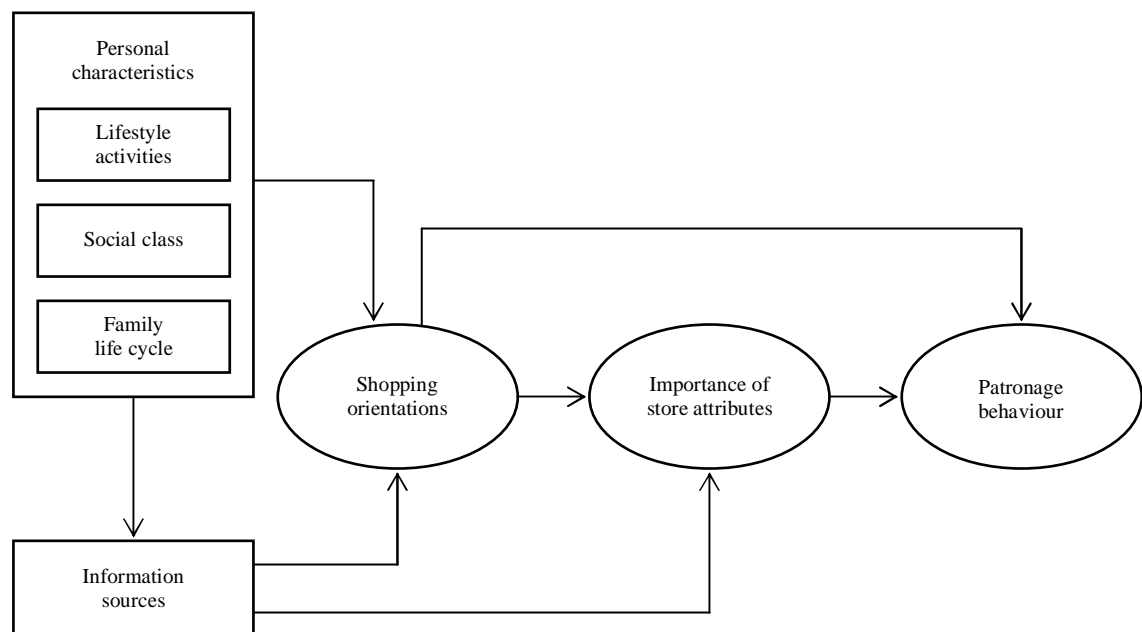 Personal
characteristics
Lifestyle
activities
Social class
Family
life cycle
Shopping
orientations
Importance of
store attributes
Patronage
behaviour
Information
sources